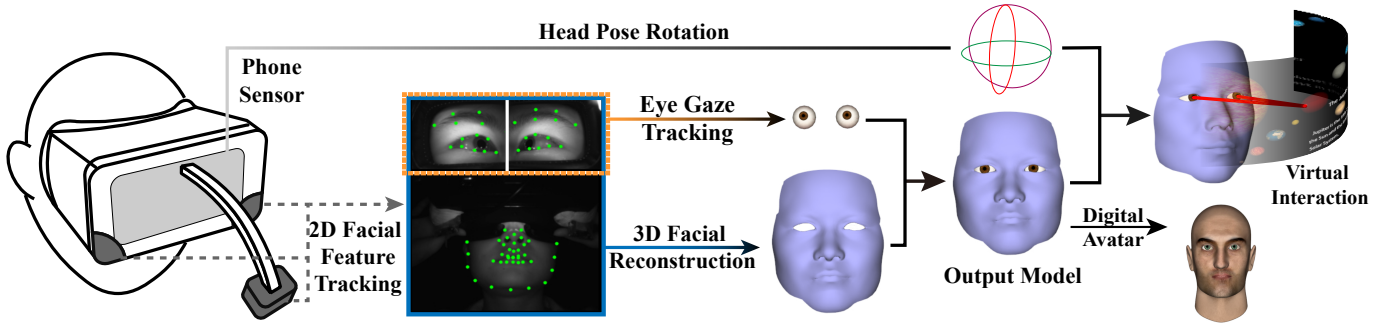 Head Pose Rotation
Phone
Sensor
Eye Gaze
Tracking
2D Facial
Feature
Tracking
3D Facial
Reconstruction
Output Model
Digital
Avatar
Virtual
Interaction